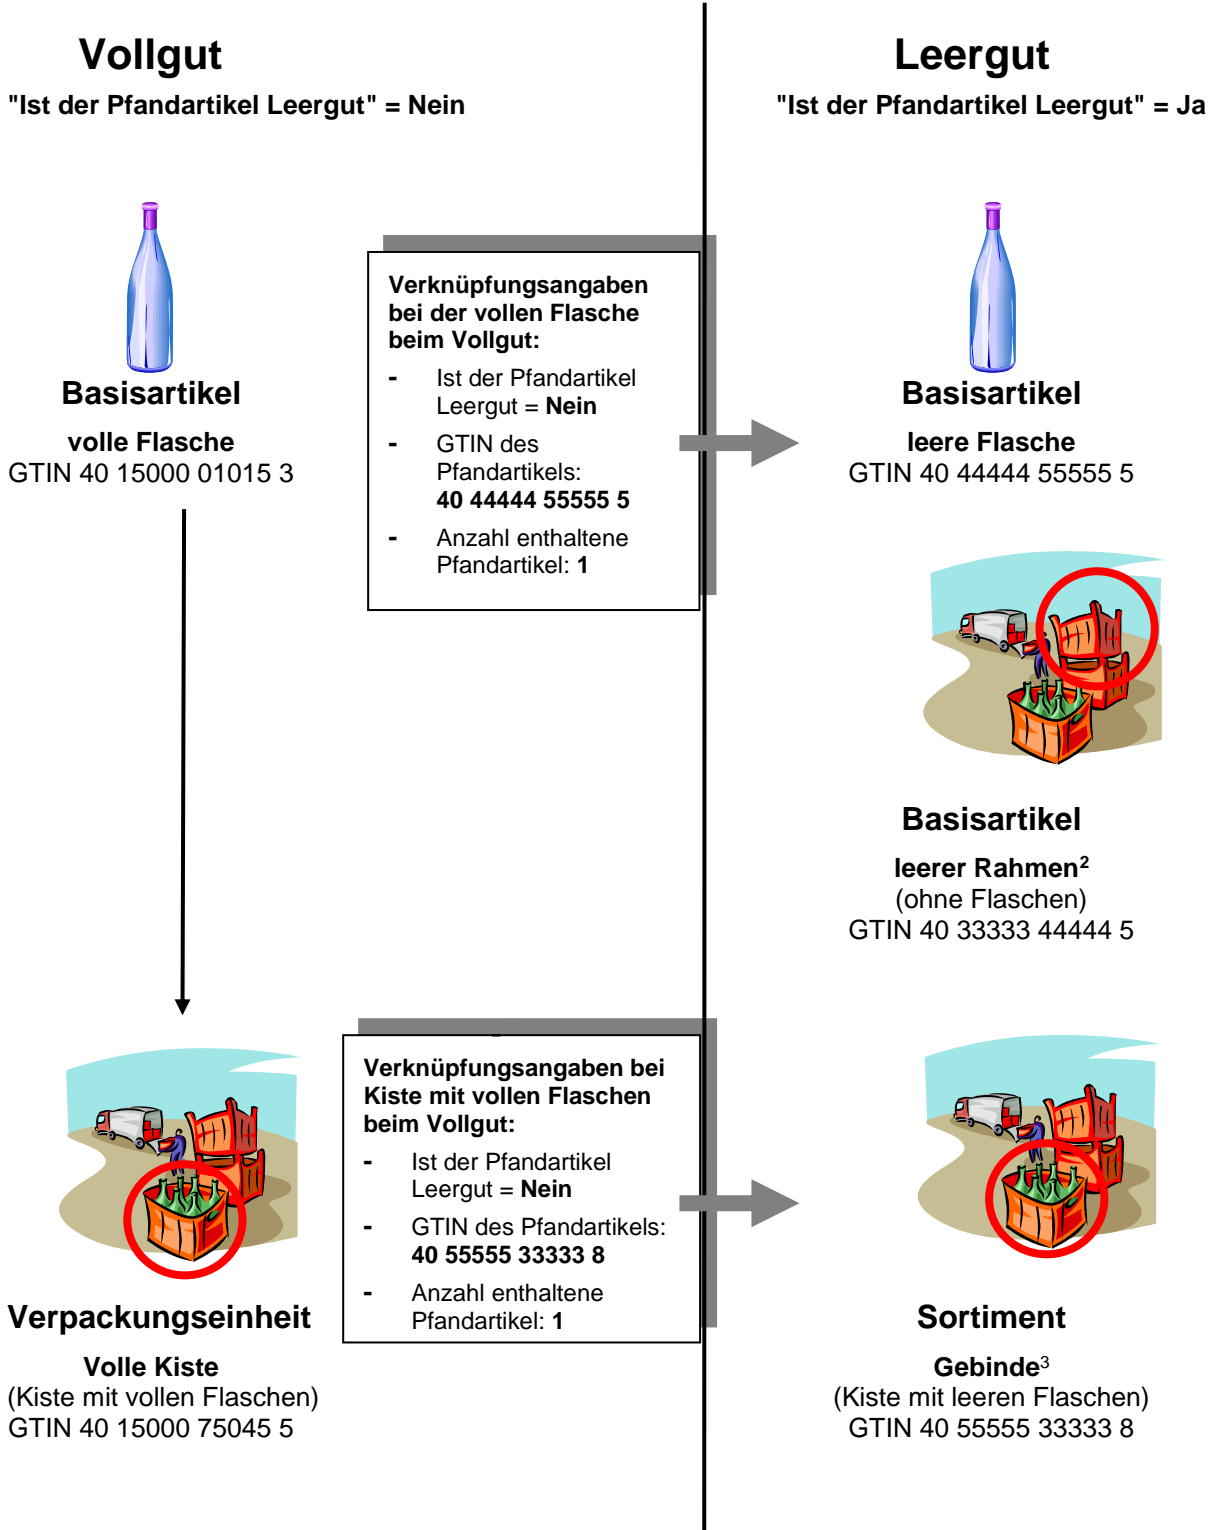 Vollgut
"Ist der Pfandartikel Leergut" = Nein
Leergut
"Ist der Pfandartikel Leergut" = Ja
Basisartikel
volle Flasche
GTIN 40 15000 01015 3
Verknüpfungsangaben
bei der vollen Flasche
beim Vollgut:
- Ist der Pfandartikel
Leergut = Nein
- GTIN des
Pfandartikels:
40 44444 55555 5
- Anzahl enthaltene
Pfandartikel: 1
Basisartikel
leere Flasche
GTIN 40 44444 55555 5
Basisartikel
leerer Rahmen²
(ohne Flaschen)
GTIN 40 33333 44444 5
Verpackungseinheit
Volle Kiste
(Kiste mit vollen Flaschen)
GTIN 40 15000 75045 5
Verknüpfungsangaben bei
Kiste mit vollen Flaschen
beim Vollgut:
- Ist der Pfandartikel
Leergut = Nein
- GTIN des Pfandartikels:
40 55555 33333 8
- Anzahl enthaltene
Pfandartikel: 1
Sortiment
Gebinde³
(Kiste mit leeren Flaschen)
GTIN 40 55555 33333 8